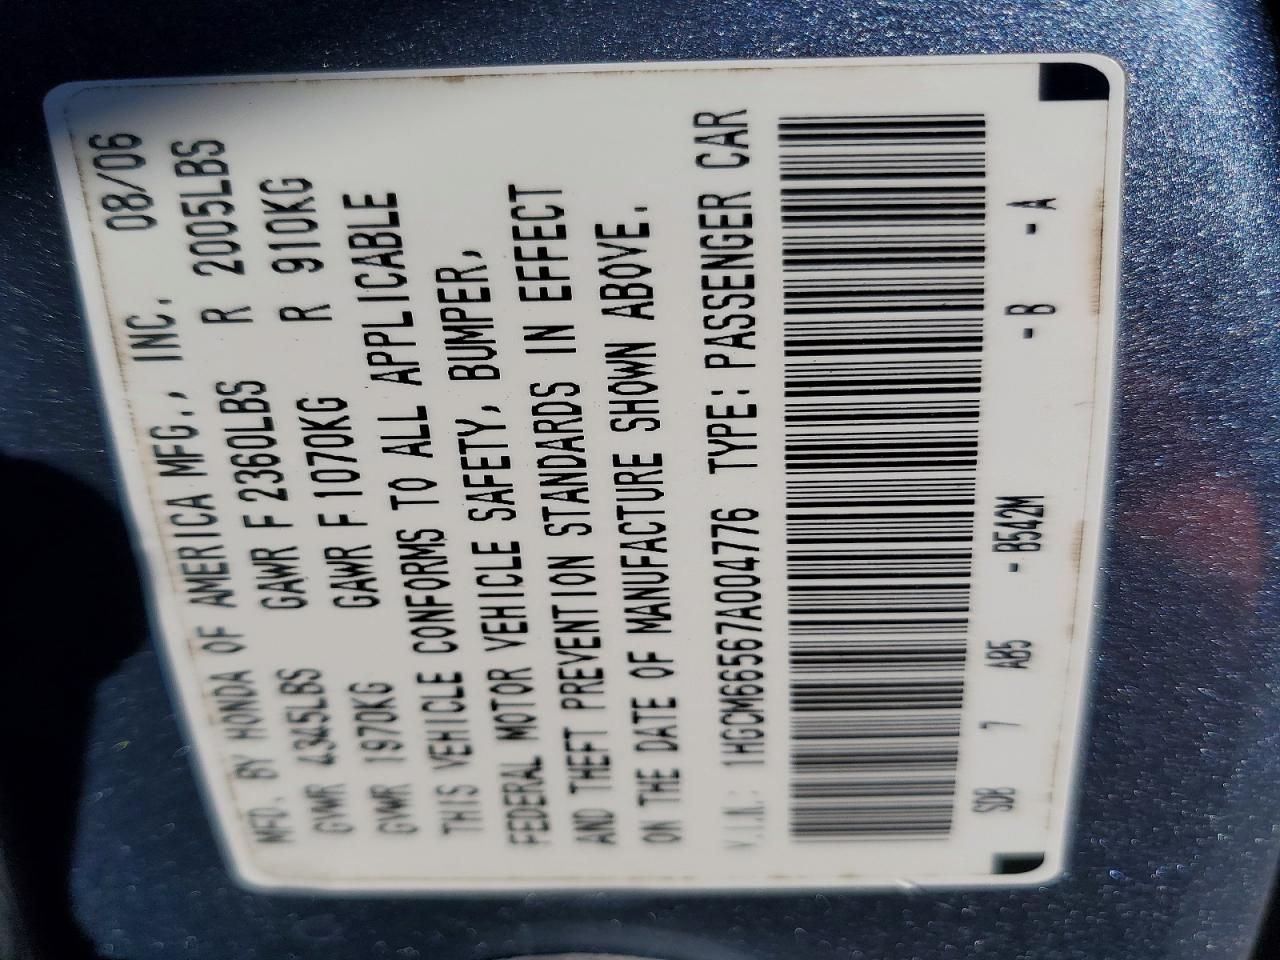 MFD. BY HONDA OF AMERICA MFG., INC. 08/06
GVWR 4345LBS GAWR F 2360LBS R 2005LBS
GVWR 1970KG GAWR F 1070KG R 910KG
THIS VEHICLE CONFORMS TO ALL APPLICABLE
FEDERAL MOTOR VEHICLE SAFETY, BUMPER,
AND THEFT PREVENTION STANDARDS IN EFFECT
ON THE DATE OF MANUFACTURE SHOWN ABOVE.
V.I.N.: 1HGCM66567A004776 TYPE: PASSENGER CAR
SDB 7 AB5 -B542M -B -A